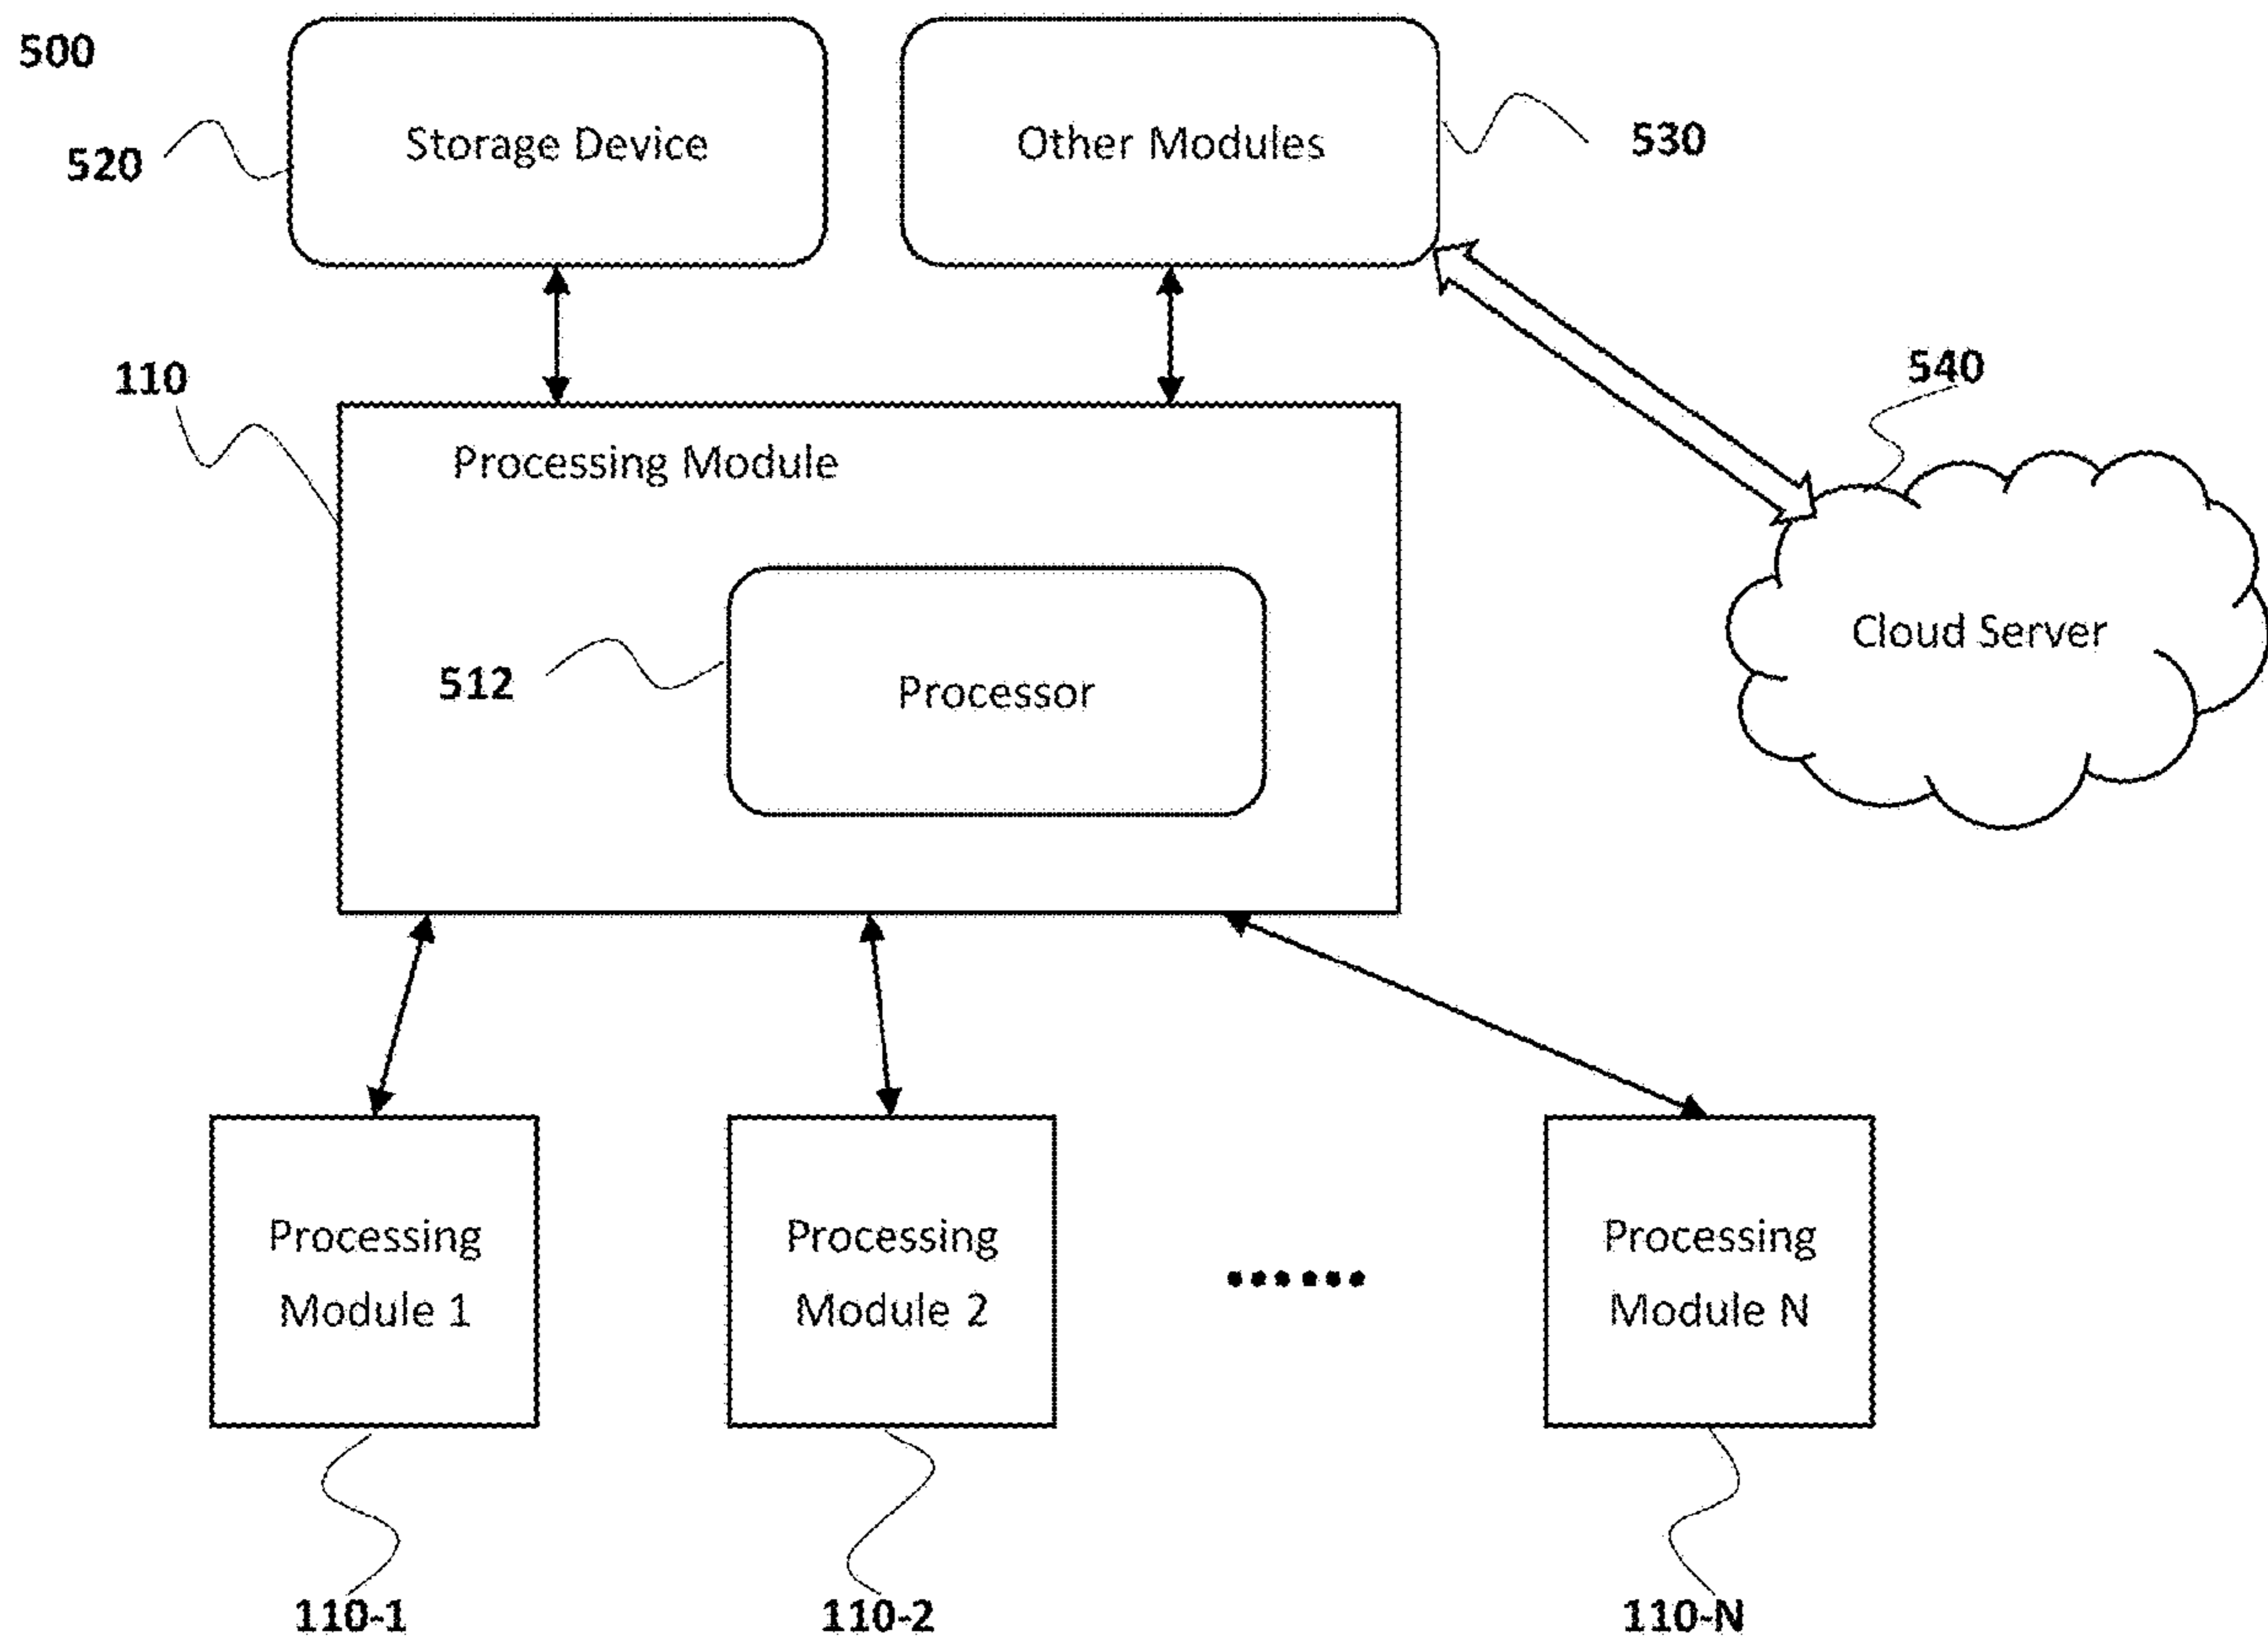 500
520
Storage Device
Other Modules
530
110
Processing Module
540
512
Processor
Cloud Server
Processing
Module 1
Processing
Module 2
Processing
Module N
110-1
110-2
110-N